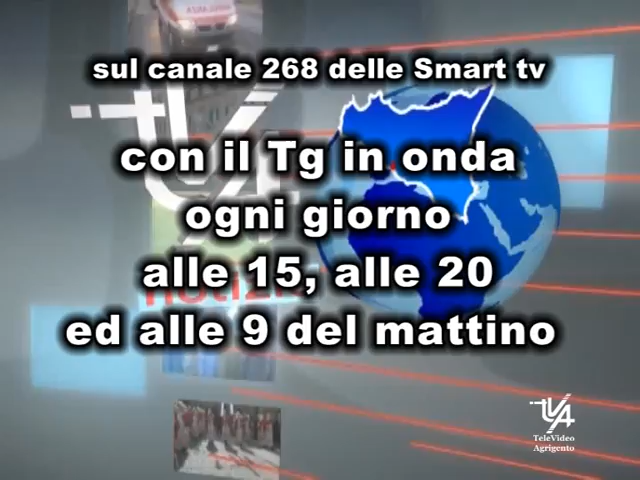 sul canale 268 delle Smart tv
con il Tg in onda
ogni giorno
alle 15, alle 20
ed alle 9 del mattino
TVA
TeleVideo
Agrigento